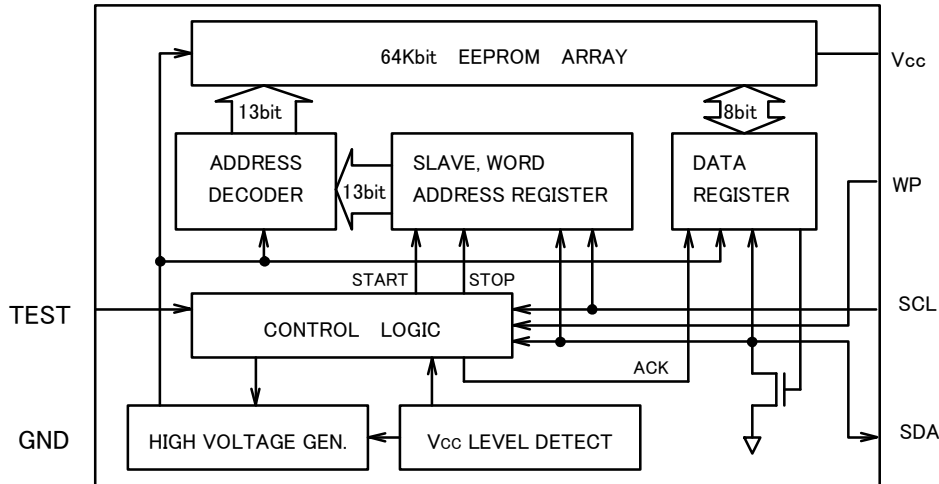 64Kbit EEPROM ARRAY
Vcc
13bit
8bit
ADDRESS
DECODER
13bit
SLAVE, WORD
ADDRESS REGISTER
DATA
REGISTER
WP
START
STOP
TEST
CONTROL LOGIC
SCL
ACK
GND
HIGH VOLTAGE GEN.
Vcc LEVEL DETECT
SDA